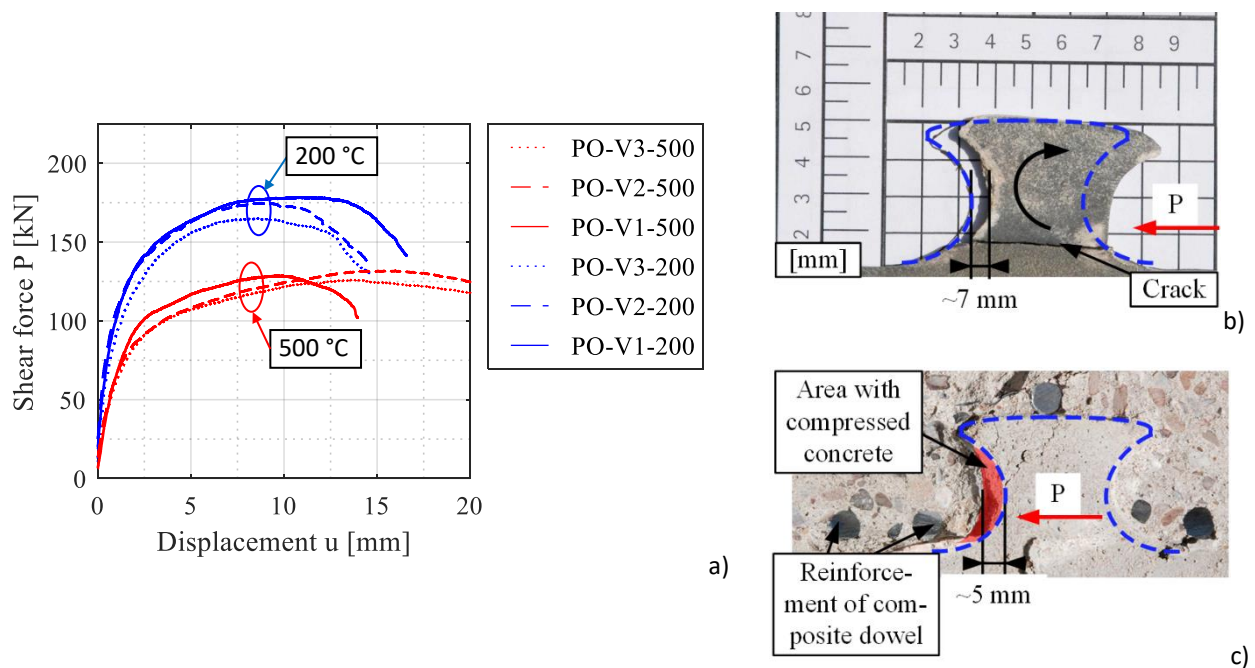 200
150
100
50
0
0
5
10
15
20
Shear force P [kN]
Displacement u [mm]
200 °C
500 °C
PO-V3-500
PO-V2-500
PO-V1-500
PO-V3-200
PO-V2-200
PO-V1-200
a)
8
7
6
5
4
3
2
2 3 4 5 6 7 8 9
P
[mm]
~7 mm
Crack
b)
Area with
compressed
concrete
P
Reinforce-
ment of com-
posite dowel
~5 mm
c)